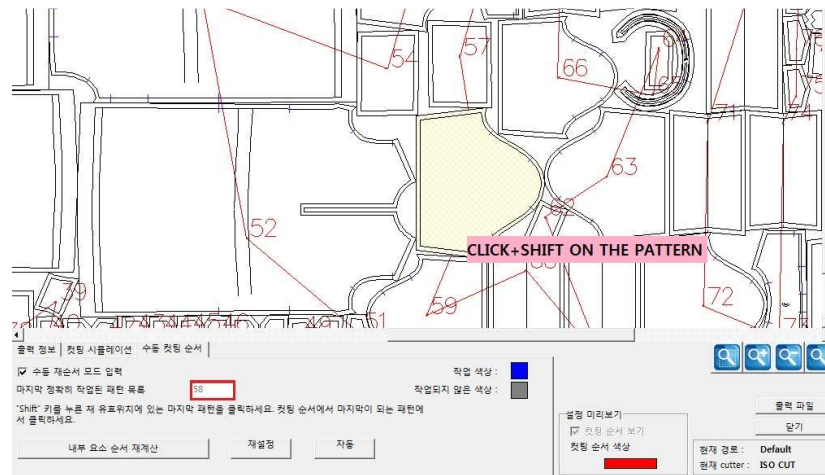 54
57
66
71
74
63
62
52
CLICK+SHIFT ON THE PATTERN
39
59
72
51
출력 정보
컷팅 시뮬레이션
수동 컷팅 순서
수동 재순서 모드 입력
작업 색상 :
마지막 정확히 작업된 패턴 목록
58
작업되지 않은 색상 :
"Shift" 키를 누른 채 유효위치에 있는 마지막 패턴을 클릭하세요. 컷팅 순서에서 마지막이 되는 패턴에
서 클릭하세요.
내부 요소 순서 재계산
재설정
자동
설정 미리보기
컷팅 순서 보기
컷팅 순서 색상
출력 파일
닫기
현재 경로 : Default
현재 cutter : ISO CUT